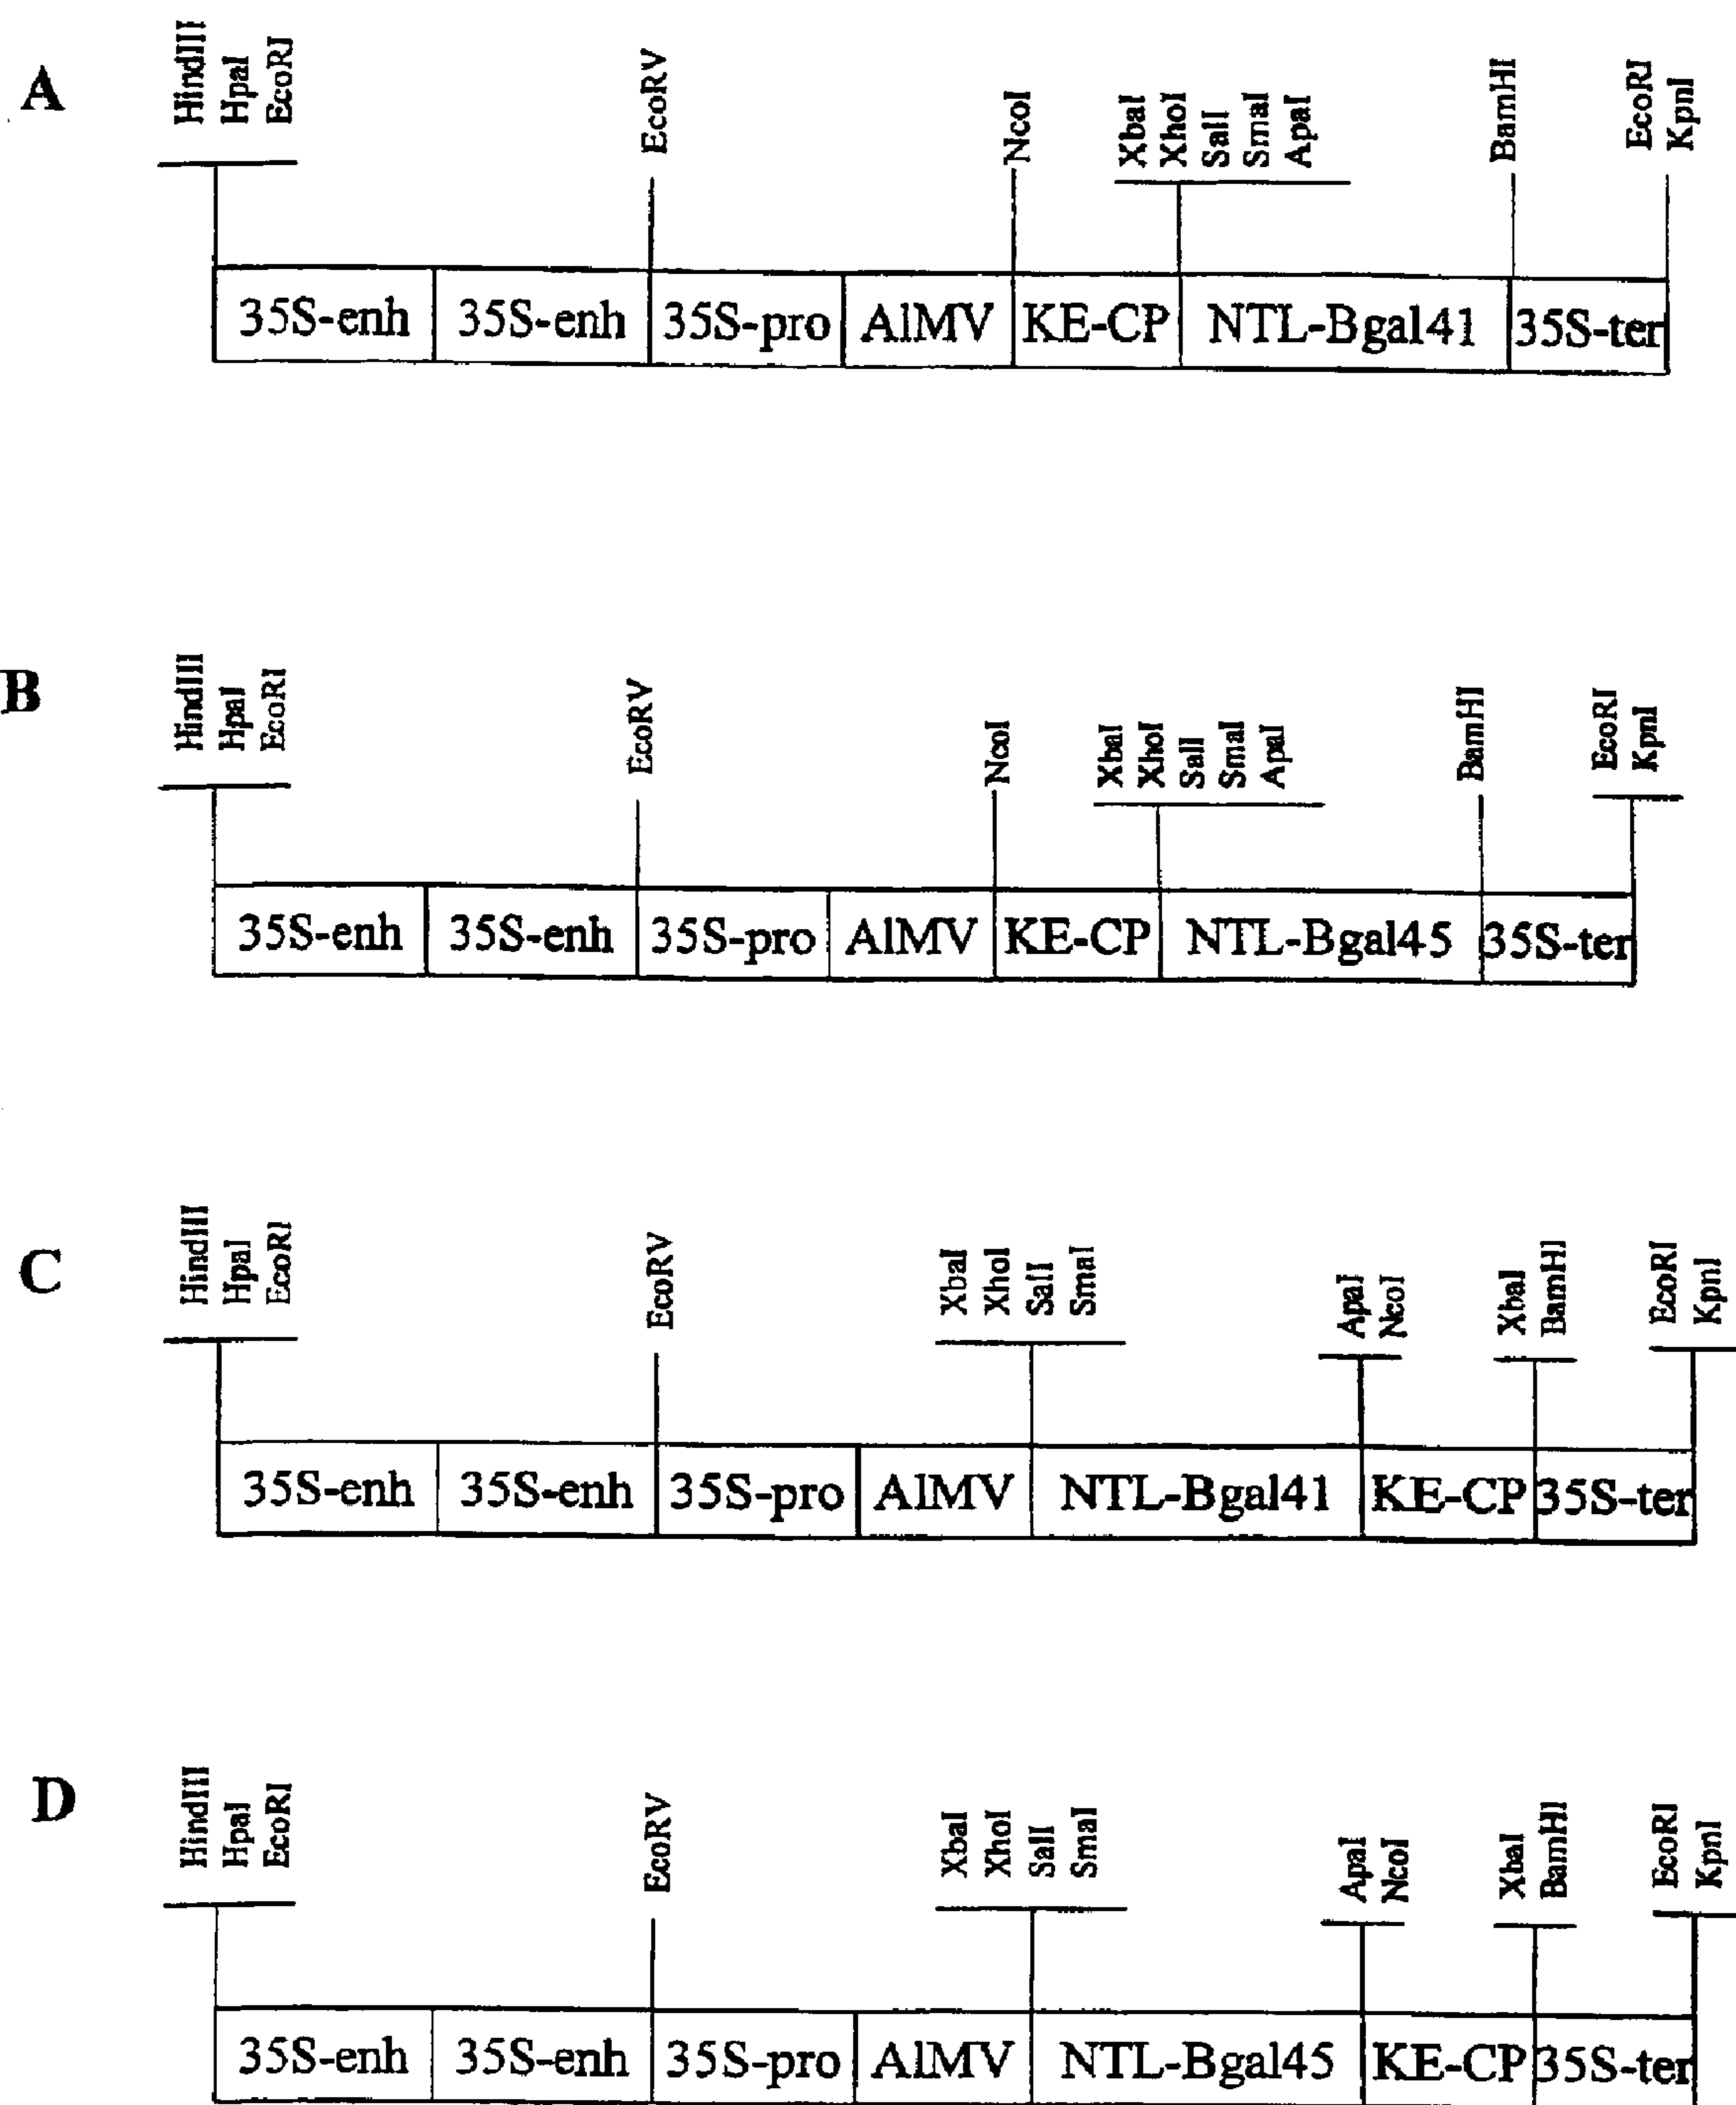 A
HindIII
HpaI
EcoRI
EcoRV
NcoI
XbaI
XhoI
SalI
SmaI
ApaI
BamHI
EcoRI
KpnI
35S-enh 35S-enh 35S-pro AlMV KE-CP NTL-Bgal41 35S-ter
B
HindIII
HpaI
EcoRI
EcoRV
NcoI
XbaI
XhoI
SalI
SmaI
ApaI
BamHI
EcoRI
KpnI
35S-enh 35S-enh 35S-pro AlMV KE-CP NTL-Bgal45 35S-ter
C
HindIII
HpaI
EcoRI
EcoRV
XbaI
XhoI
SalI
SmaI
ApaI
NcoI
XbaI
BamHI
EcoRI
KpnI
35S-enh 35S-enh 35S-pro AlMV NTL-Bgal41 KE-CP 35S-ter
D
HindIII
HpaI
EcoRI
EcoRV
XbaI
XhoI
SalI
SmaI
ApaI
NcoI
XbaI
BamHI
EcoRI
KpnI
35S-enh 35S-enh 35S-pro AlMV NTL-Bgal45 KE-CP 35S-ter